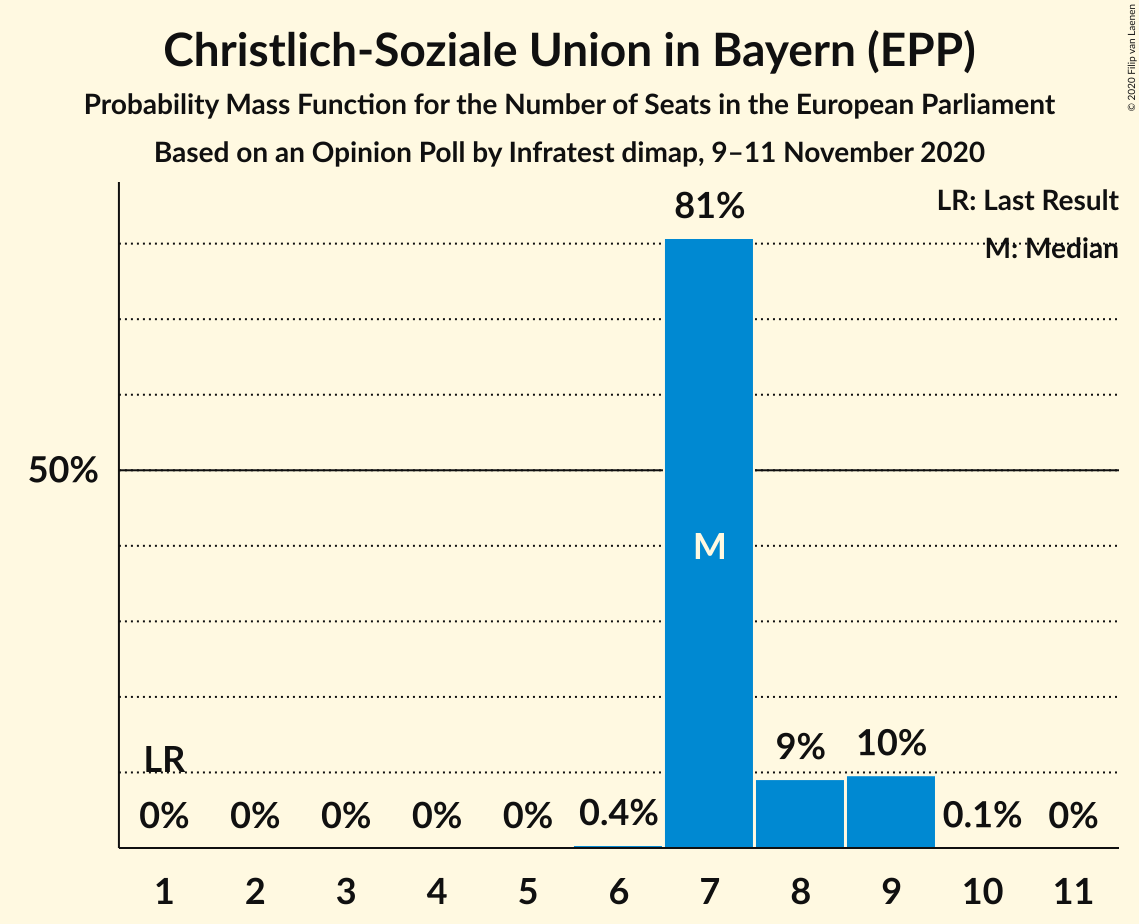 Christlich-Soziale Union in Bayern (EPP)
Probability Mass Function for the Number of Seats in the European Parliament
Based on an Opinion Poll by Infratest dimap, 9–11 November 2020
© 2020 Filip van Laenen
LR: Last Result
M: Median
81%
50%
M
LR
0% 0% 0% 0% 0% 0.4% 9% 10% 0.1% 0%
1 2 3 4 5 6 7 8 9 10 11